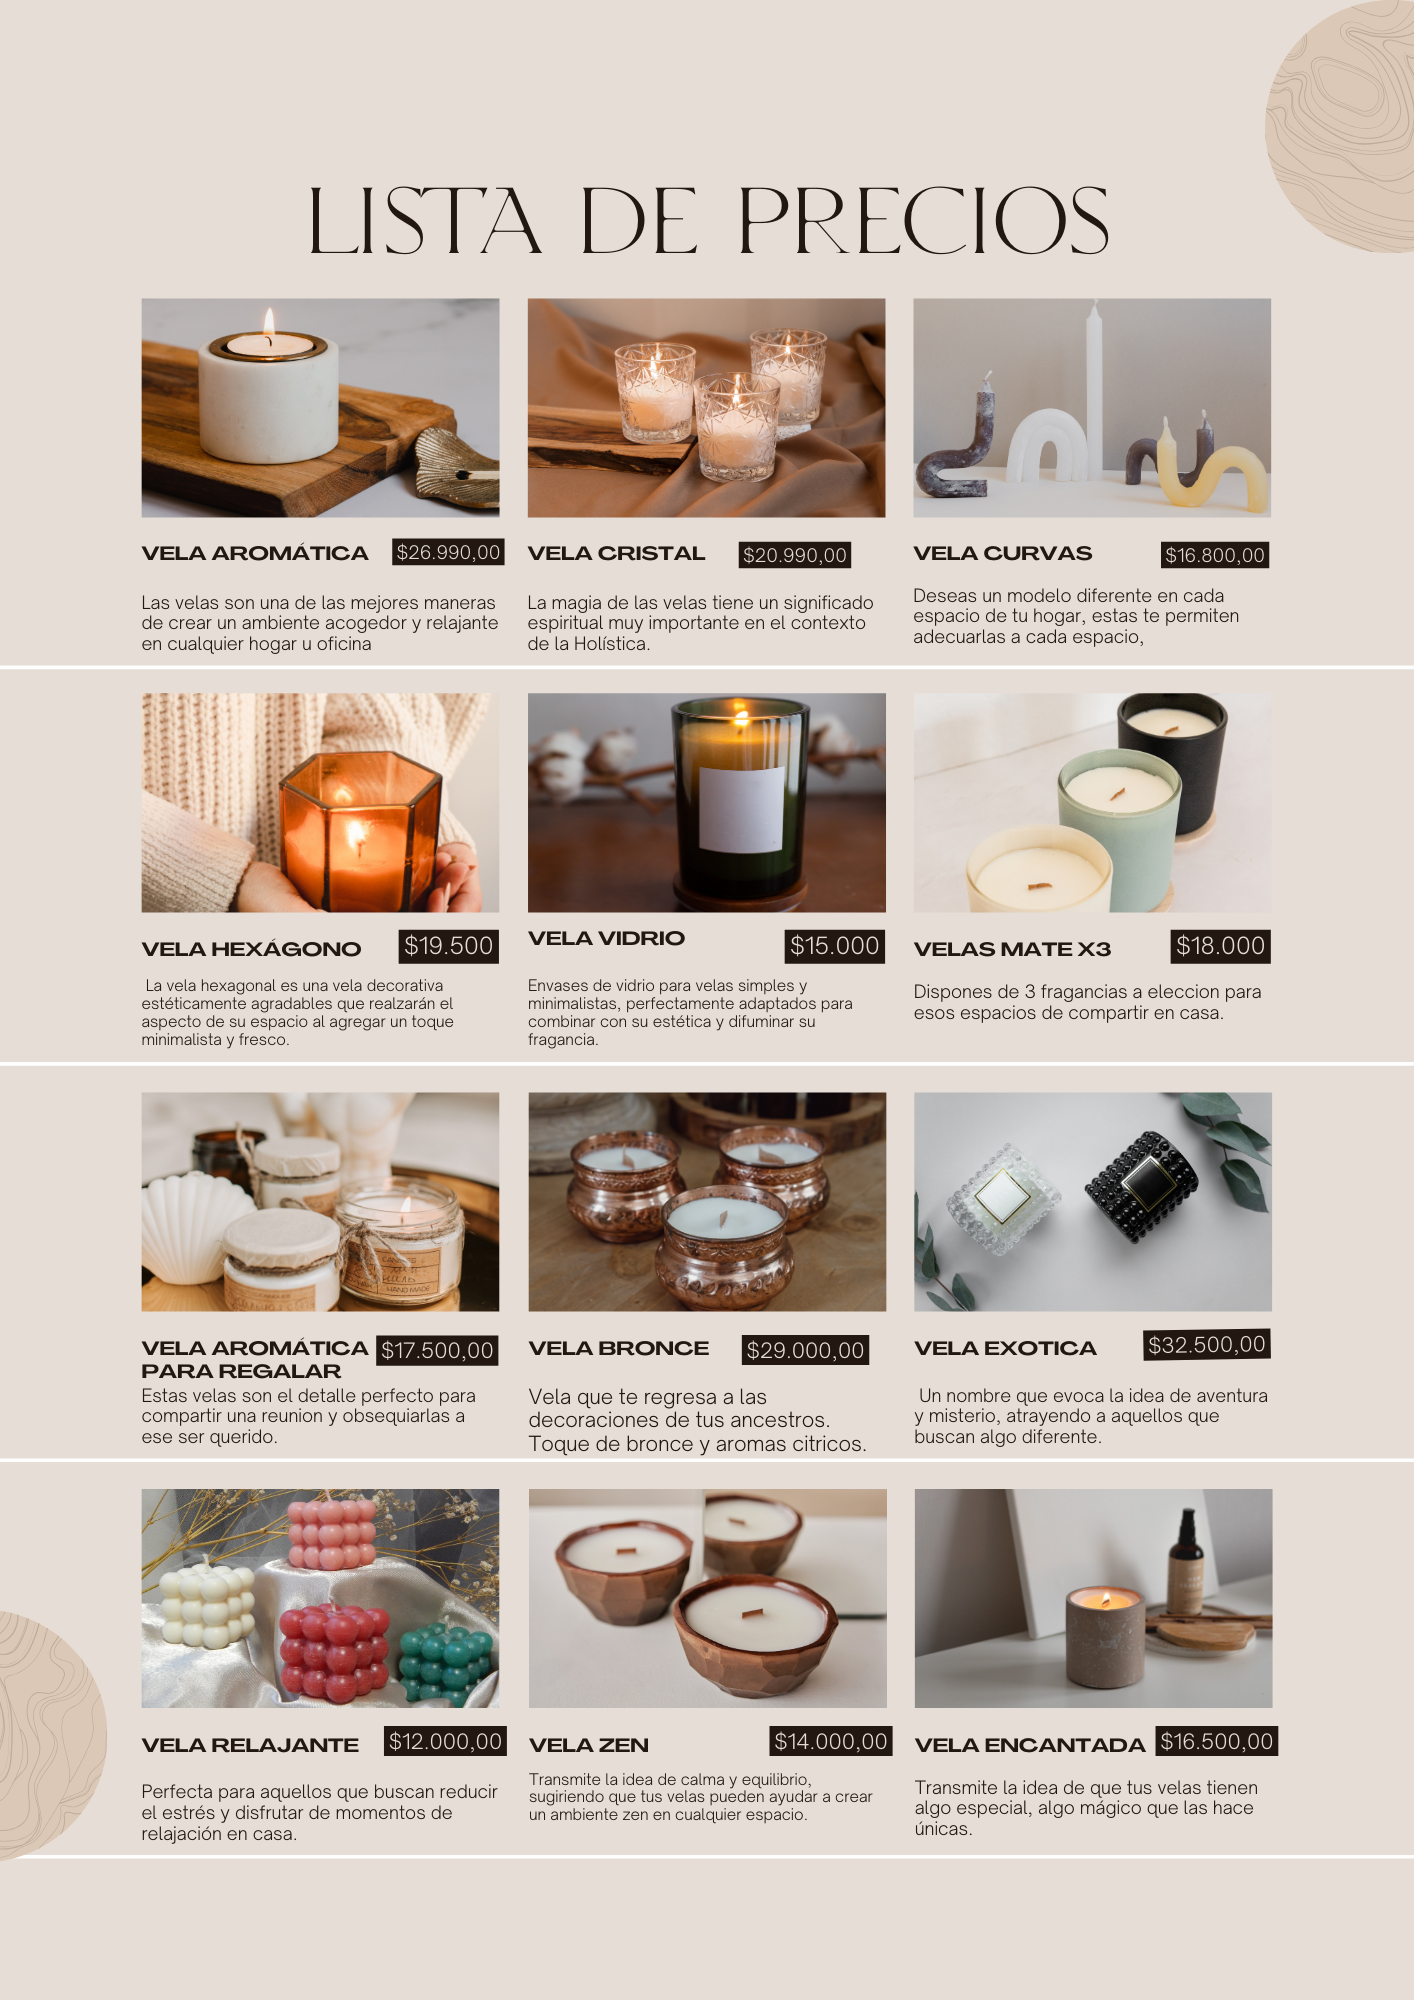 LISTA DE PRECIOS
VELA AROMÁTICA $26.990,00
Las velas son una de las mejores maneras
de crear un ambiente acogedor y relajante
en cualquier hogar u oficina
VELA CRISTAL $20.990,00
La magia de las velas tiene un significado
espiritual muy importante en el contexto
de la Holística.
VELA CURVAS $16.800,00
Deseas un modelo diferente en cada
espacio de tu hogar, estas te permiten
adecuarlas a cada espacio,
VELA HEXÁGONO $19.500
La vela hexagonal es una vela decorativa
estéticamente agradables que realzarán el
aspecto de su espacio al agregar un toque
minimalista y fresco.
VELA VIDRIO $15.000
Envases de vidrio para velas simples y
minimalistas, perfectamente adaptados para
combinar con su estética y difuminar su
fragancia.
VELAS MATE X3 $18.000
Dispones de 3 fragancias a eleccion para
esos espacios de compartir en casa.
CANDLES
HAND MADE
CANDLES
VELA AROMÁTICA $17.500,00
PARA REGALAR
Estas velas son el detalle perfecto para
compartir una reunion y obsequiarlas a
ese ser querido.
VELA BRONCE $29.000,00
Vela que te regresa a las
decoraciones de tus ancestros.
Toque de bronce y aromas citricos.
VELA EXOTICA $32.500,00
Un nombre que evoca la idea de aventura
y misterio, atrayendo a aquellos que
buscan algo diferente.
VELA RELAJANTE $12.000,00
Perfecta para aquellos que buscan reducir
el estrés y disfrutar de momentos de
relajación en casa.
VELA ZEN $14.000,00
Transmite la idea de calma y equilibrio,
sugiriendo que tus velas pueden ayudar a crear
un ambiente zen en cualquier espacio.
VELA ENCANTADA $16.500,00
Transmite la idea de que tus velas tienen
algo especial, algo mágico que las hace
únicas.